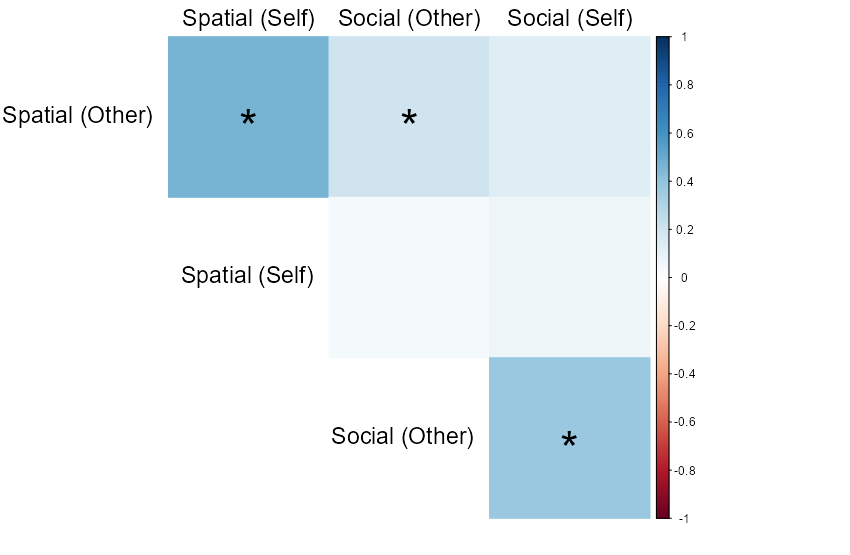 Spatial (Self) Social (Other) Social (Self)
1
0.8
Spatial (Other) * *
0.6
0.4
0.2
Spatial (Self) 0
-0.2
-0.4
-0.6
Social (Other) *
-0.8
-1